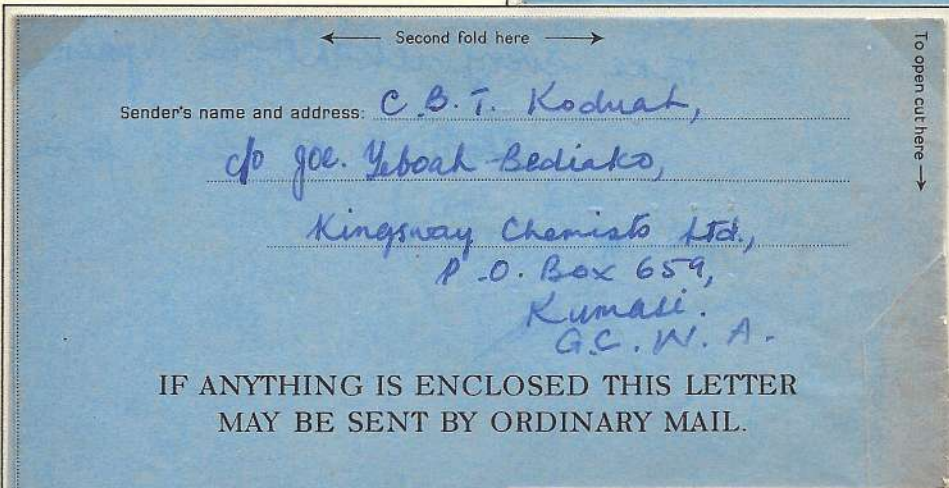 ← Second fold here →
To open cut here →
Sender's name and address: C.B.T. Koduah,
c/o Joe. Yeboah-Bediako,
Kingsway Chemists Ltd.,
P.O. Box 659,
Kumasi.
G.C.W.A.
IF ANYTHING IS ENCLOSED THIS LETTER
MAY BE SENT BY ORDINARY MAIL.